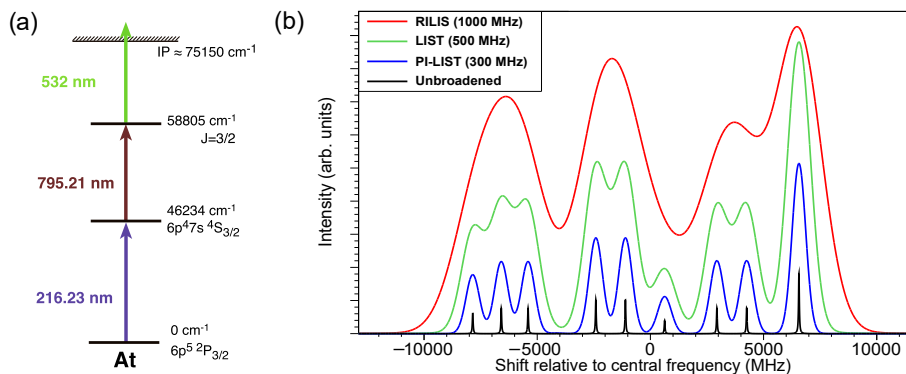 (a)
IP ≈ 75150 cm⁻¹
532 nm
58805 cm⁻¹
J=3/2
795.21 nm
46234 cm⁻¹
6p⁴7s ⁴S₃/₂
216.23 nm
0 cm⁻¹
6p⁵ ²P₃/₂
At
(b)
RILIS (1000 MHz)
LIST (500 MHz)
PI-LIST (300 MHz)
Unbroadened
Intensity (arb. units)
−10000
−5000
0
5000
10000
Shift relative to central frequency (MHz)